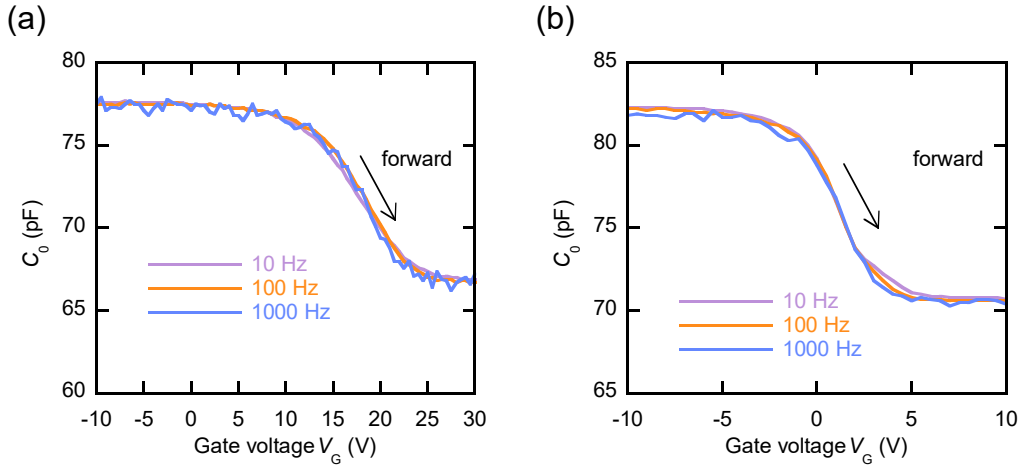 (a)
80
75
70
65
60
C0 (pF)
forward
10 Hz
100 Hz
1000 Hz
-10 -5 0 5 10 15 20 25 30
Gate voltage VG (V)
(b)
85
80
75
70
65
C0 (pF)
forward
10 Hz
100 Hz
1000 Hz
-10 -5 0 5 10
Gate voltage VG (V)